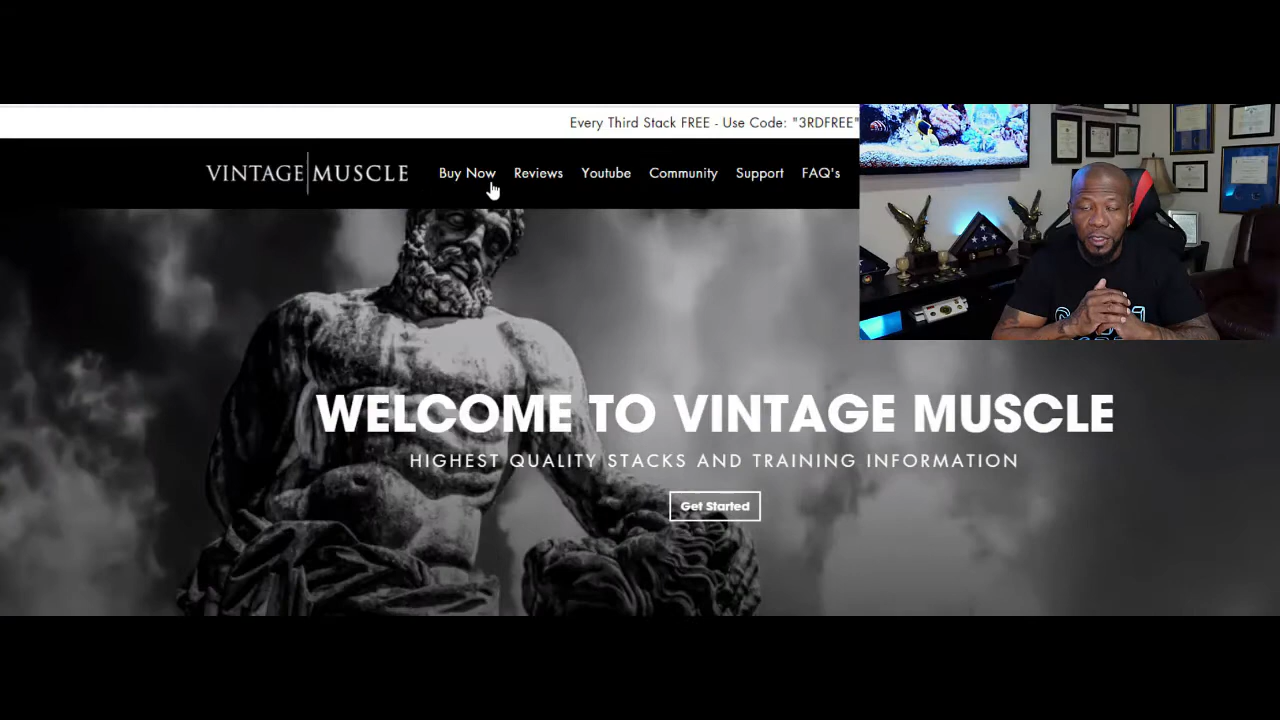 Every Third Stack FREE - Use Code: "3RDFREE"
VINTAGE MUSCLE
Buy Now Reviews Youtube Community Support FAQ's
WELCOME TO VINTAGE MUSCLE
HIGHEST QUALITY STACKS AND TRAINING INFORMATION
Get Started